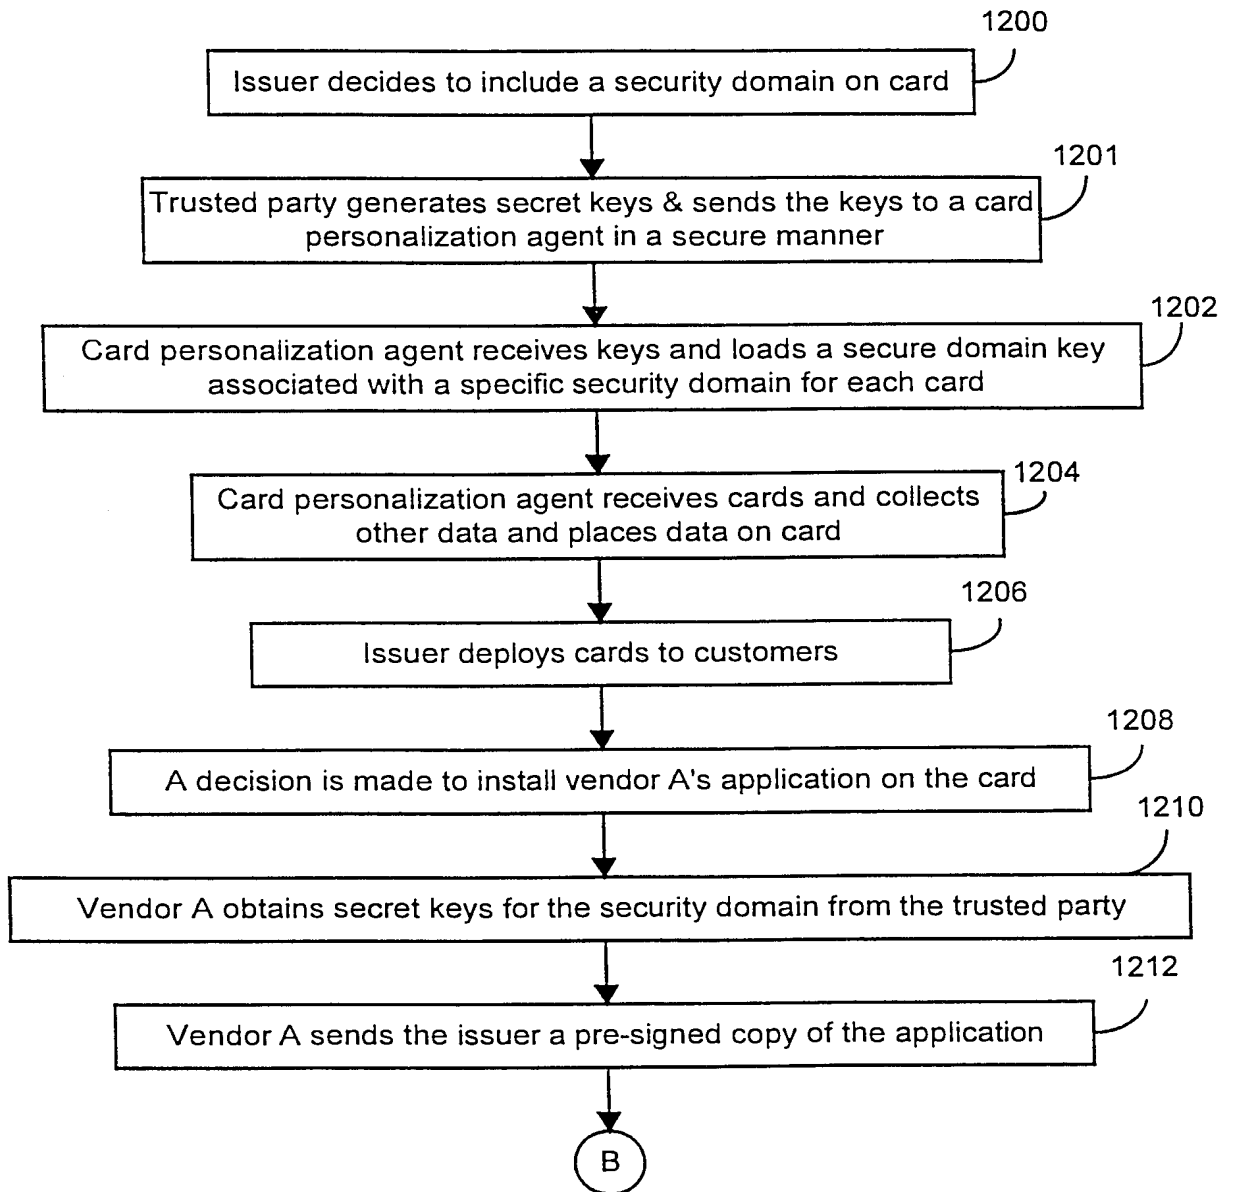 1200
Issuer decides to include a security domain on card
1201
Trusted party generates secret keys & sends the keys to a card
personalization agent in a secure manner
1202
Card personalization agent receives keys and loads a secure domain key
associated with a specific security domain for each card
1204
Card personalization agent receives cards and collects
other data and places data on card
1206
Issuer deploys cards to customers
1208
A decision is made to install vendor A's application on the card
1210
Vendor A obtains secret keys for the security domain from the trusted party
1212
Vendor A sends the issuer a pre-signed copy of the application
B